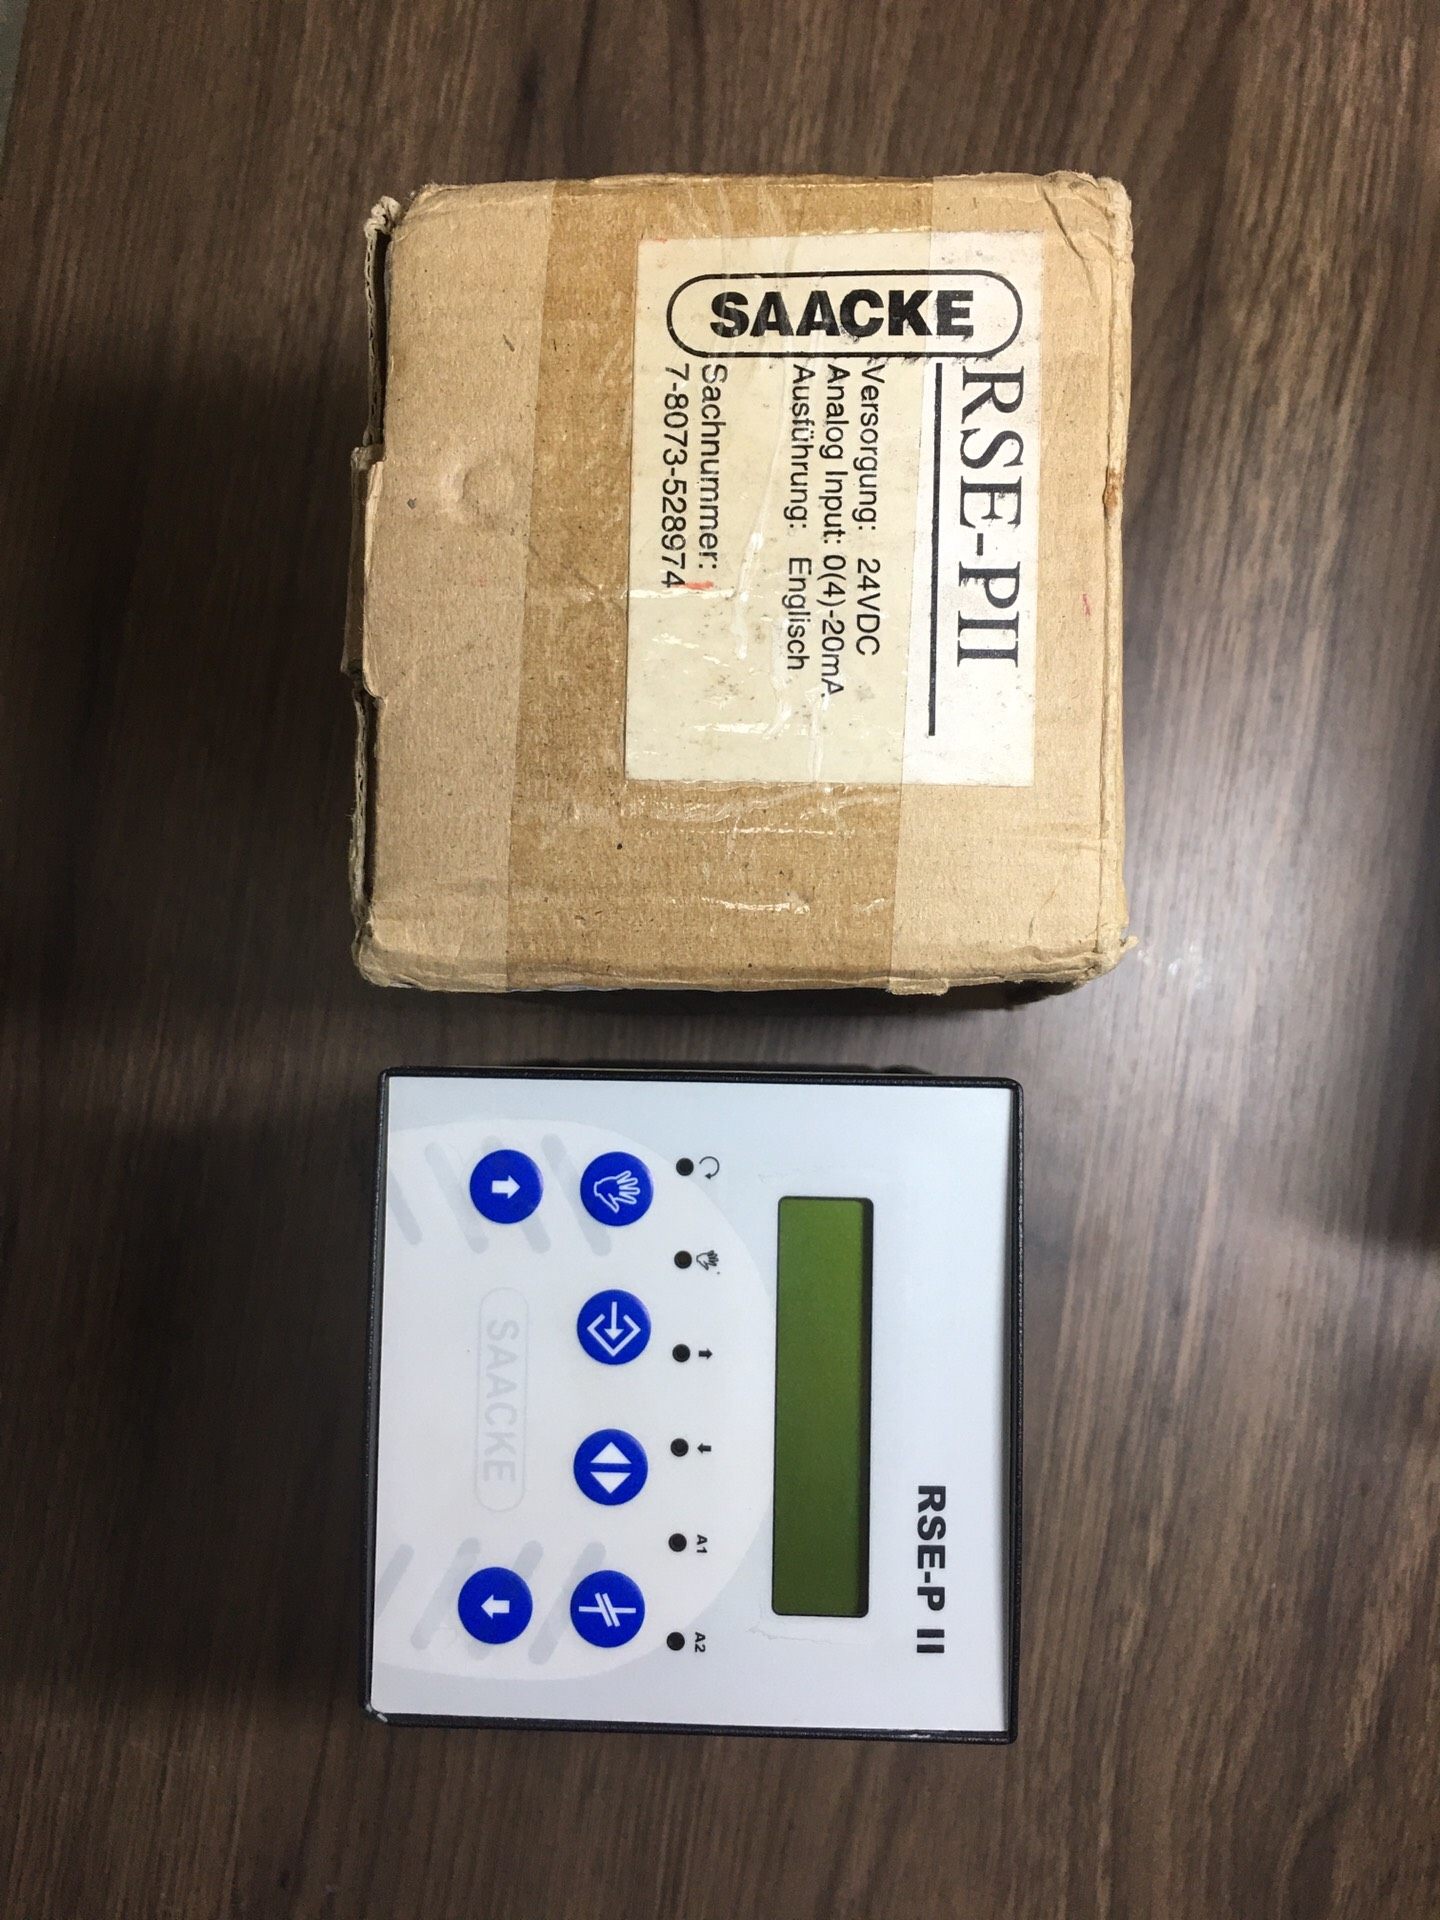 SAACKE
RSE-PII
Versorgung: 24VDC
Analog Input: 0(4)-20mA
Ausführung: Englisch
Sachnummer:
7-8073-528974
RSE-P II
A1
A2
SAACKE